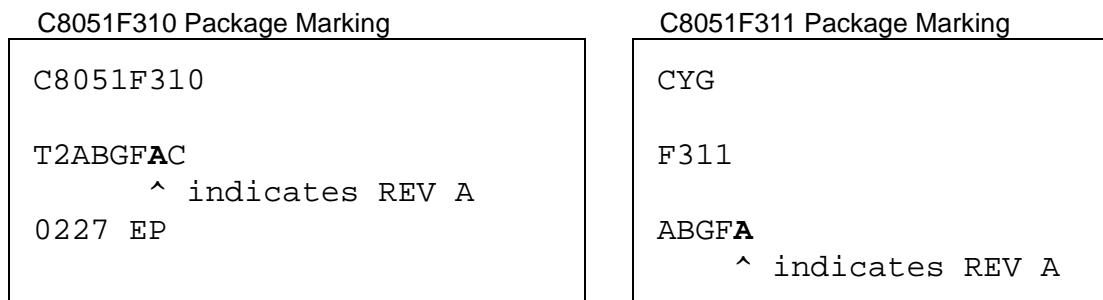 C8051F310 Package Marking
C8051F310
T2ABGFAC
^ indicates REV A
0227 EP
C8051F311 Package Marking
CYG
F311
ABGFA
^ indicates REV A